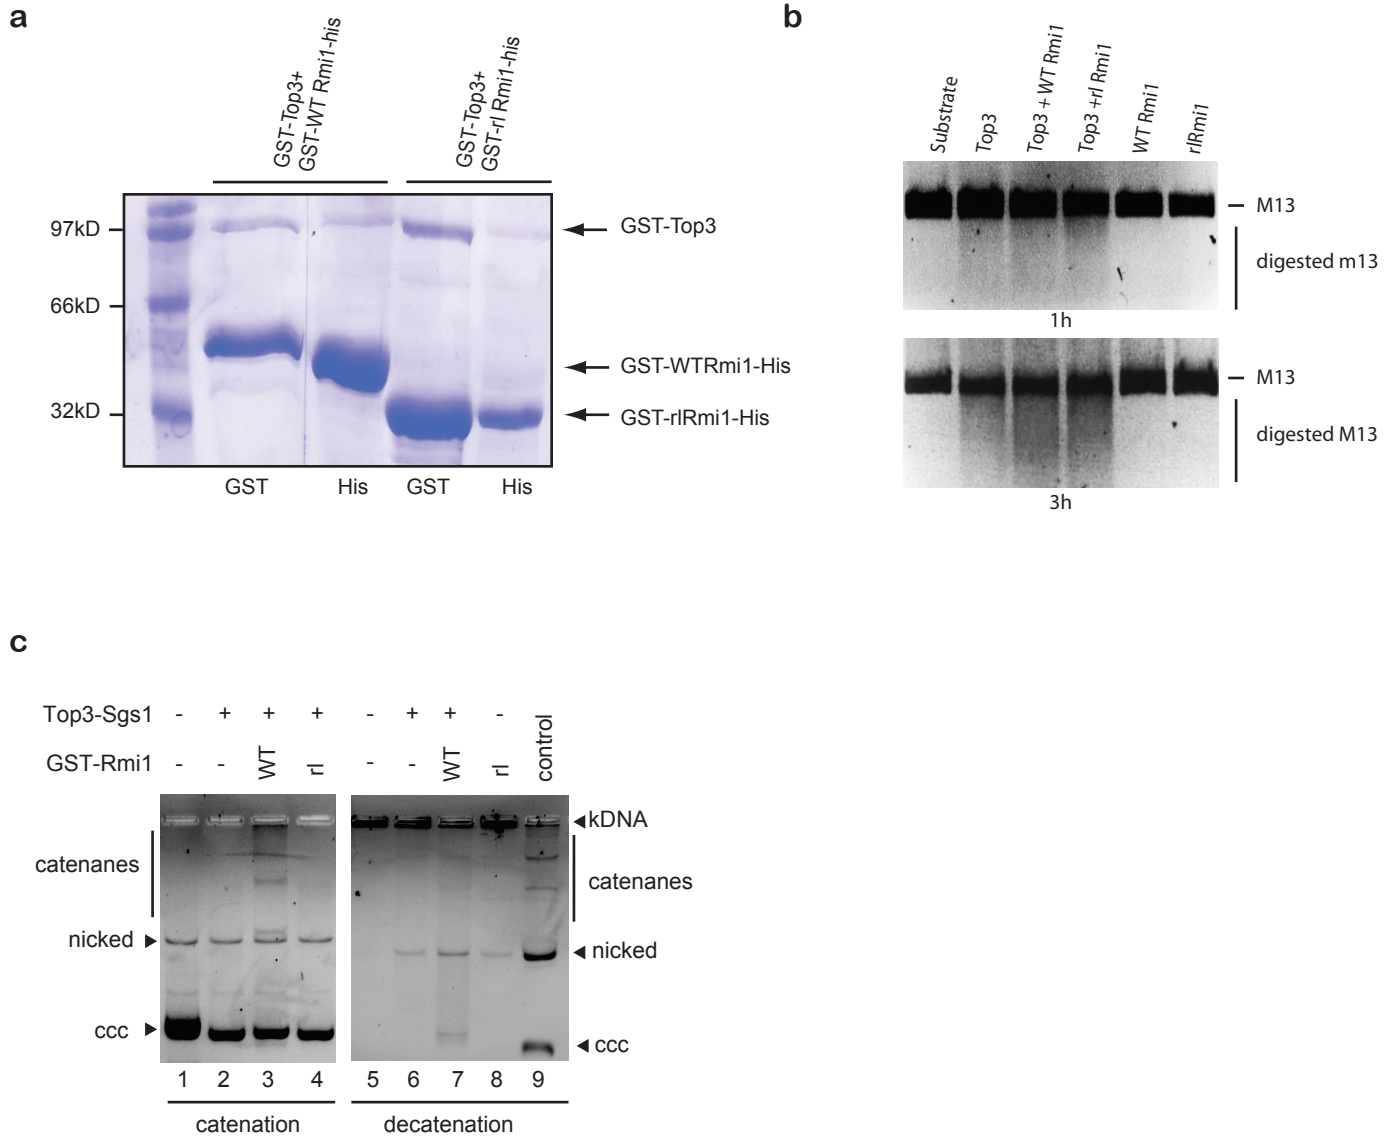 a
GST-Top3+
GST-WT Rmi1-his
GST-Top3+
GST-rl Rmi1-his
97kD
66kD
32kD
GST-Top3
GST-WTRmi1-His
GST-rlRmi1-His
GST His GST His
b
Substrate
Top3
Top3 + WT Rmi1
Top3 +rl Rmi1
WT Rmi1
rlRmi1
M13
digested m13
1h
M13
digested M13
3h
c
Top3-Sgs1 - + + + - + + -
GST-Rmi1 - - WT rl - - WT rl control
catenanes
nicked
ccc
kDNA
catenanes
nicked
ccc
1 2 3 4 5 6 7 8 9
catenation decatenation